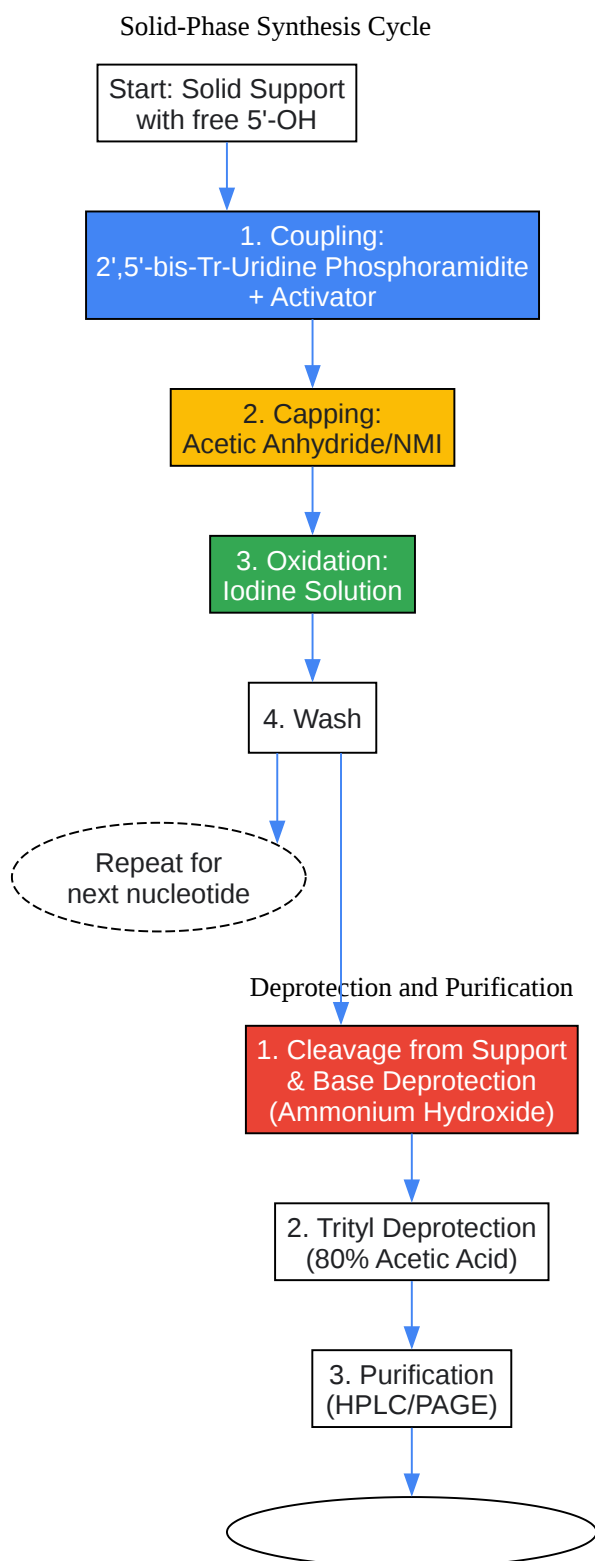 Solid-Phase Synthesis Cycle
Start: Solid Support
with free 5'-OH
1. Coupling:
2',5'-bis-Tr-Uridine Phosphoramidite
+ Activator
2. Capping:
Acetic Anhydride/NMI
3. Oxidation:
Iodine Solution
4. Wash
Repeat for
next nucleotide
Deprotection and Purification
1. Cleavage from Support
& Base Deprotection
(Ammonium Hydroxide)
2. Trityl Deprotection
(80% Acetic Acid)
3. Purification
(HPLC/PAGE)